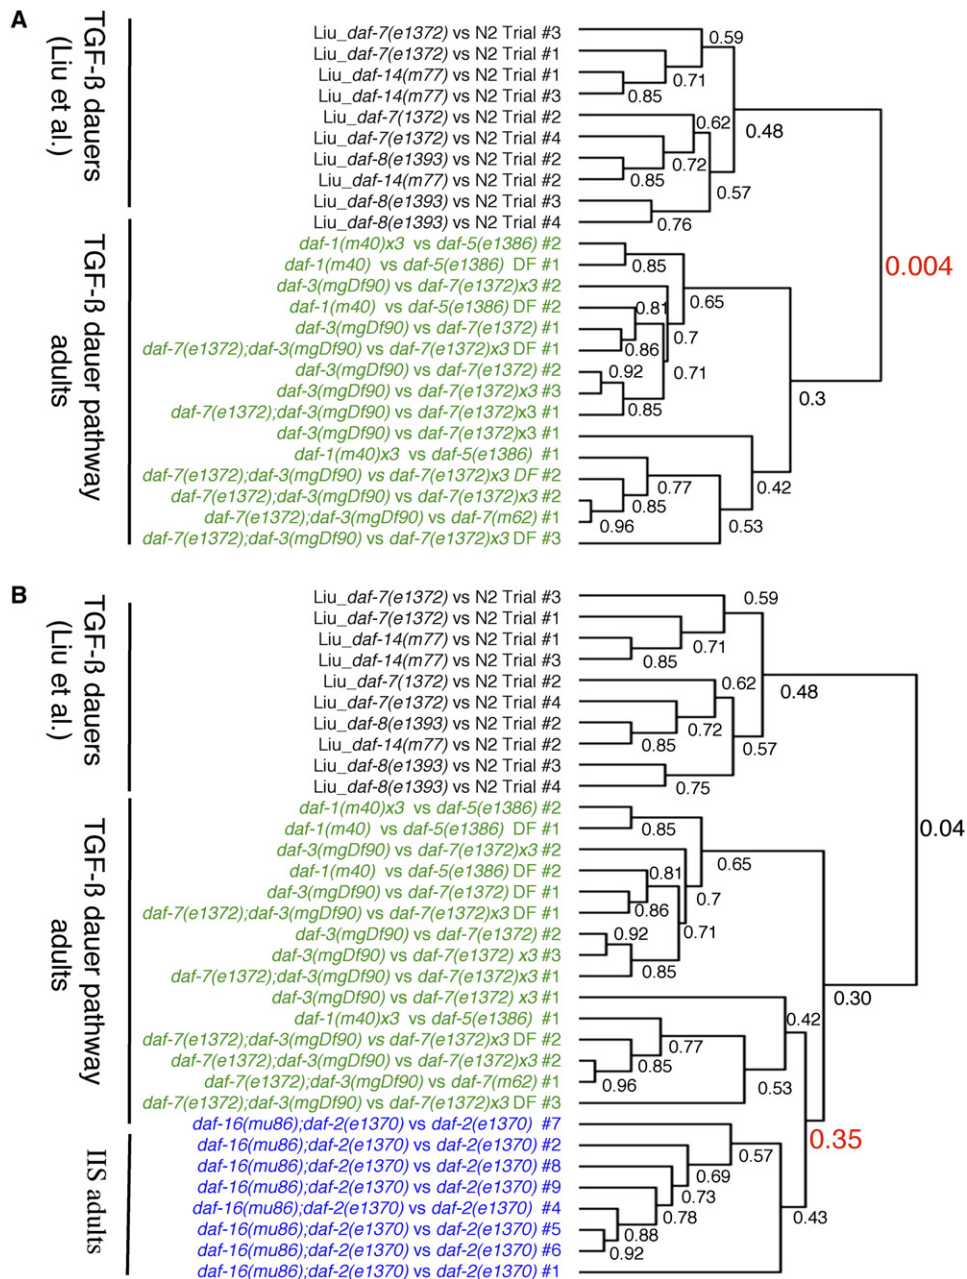 A
TGF-ß dauers
(Liu et al.)
Liu_daf-7(e1372) vs N2 Trial #3
Liu_daf-7(e1372) vs N2 Trial #1
Liu_daf-14(m77) vs N2 Trial #1
Liu_daf-14(m77) vs N2 Trial #3
Liu_daf-7(1372) vs N2 Trial #2
Liu_daf-7(e1372) vs N2 Trial #4
Liu_daf-8(e1393) vs N2 Trial #2
Liu_daf-14(m77) vs N2 Trial #2
Liu_daf-8(e1393) vs N2 Trial #3
Liu_daf-8(e1393) vs N2 Trial #4
0.59
0.71
0.85
0.62
0.48
0.72
0.85
0.57
0.76
TGF-ß dauer pathway
adults
daf-1(m40)x3 vs daf-5(e1386) #2
daf-1(m40) vs daf-5(e1386) DF #1
daf-3(mgDf90) vs daf-7(e1372)x3 #2
daf-1(m40) vs daf-5(e1386) DF #2
daf-3(mgDf90) vs daf-7(e1372) #1
daf-7(e1372);daf-3(mgDf90) vs daf-7(e1372)x3 DF #1
daf-3(mgDf90) vs daf-7(e1372) #2
daf-3(mgDf90) vs daf-7(e1372)x3 #3
daf-7(e1372);daf-3(mgDf90) vs daf-7(e1372)x3 #1
daf-3(mgDf90) vs daf-7(e1372)x3 #1
daf-1(m40)x3 vs daf-5(e1386) #1
daf-7(e1372);daf-3(mgDf90) vs daf-7(e1372)x3 DF #2
daf-7(e1372);daf-3(mgDf90) vs daf-7(e1372)x3 #2
daf-7(e1372);daf-3(mgDf90) vs daf-7(m62) #1
daf-7(e1372);daf-3(mgDf90) vs daf-7(e1372)x3 DF #3
0.85
0.004
0.65
0.81
0.7
0.86
0.92
0.71
0.85
0.3
0.77
0.42
0.85
0.96
0.53
B
TGF-ß dauers
(Liu et al.)
Liu_daf-7(e1372) vs N2 Trial #3
Liu_daf-7(e1372) vs N2 Trial #1
Liu_daf-14(m77) vs N2 Trial #1
Liu_daf-14(m77) vs N2 Trial #3
Liu_daf-7(1372) vs N2 Trial #2
Liu_daf-7(e1372) vs N2 Trial #4
Liu_daf-8(e1393) vs N2 Trial #2
Liu_daf-14(m77) vs N2 Trial #2
Liu_daf-8(e1393) vs N2 Trial #3
Liu_daf-8(e1393) vs N2 Trial #4
0.59
0.71
0.85
0.62
0.48
0.72
0.85
0.57
0.75
TGF-ß dauer pathway
adults
daf-1(m40)x3 vs daf-5(e1386) #2
daf-1(m40) vs daf-5(e1386) DF #1
daf-3(mgDf90) vs daf-7(e1372)x3 #2
daf-1(m40) vs daf-5(e1386) DF #2
daf-3(mgDf90) vs daf-7(e1372) DF #1
daf-7(e1372);daf-3(mgDf90) vs daf-7(e1372)x3 DF #1
daf-3(mgDf90) vs daf-7(e1372) #2
daf-3(mgDf90) vs daf-7(e1372) x3 #3
daf-7(e1372);daf-3(mgDf90) vs daf-7(e1372)x3 #1
daf-3(mgDf90) vs daf-7(e1372) x3 #1
daf-1(m40)x3 vs daf-5(e1386) #1
daf-7(e1372);daf-3(mgDf90) vs daf-7(e1372)x3 DF #2
daf-7(e1372);daf-3(mgDf90) vs daf-7(e1372)x3 #2
daf-7(e1372);daf-3(mgDf90) vs daf-7(m62) #1
daf-7(e1372);daf-3(mgDf90) vs daf-7(e1372)x3 DF #3
0.85
0.04
0.65
0.81
0.7
0.86
0.92
0.71
0.85
0.30
0.42
0.77
0.85
0.96
0.53
IIS adults
daf-16(mu86);daf-2(e1370) vs daf-2(e1370) #7
daf-16(mu86);daf-2(e1370) vs daf-2(e1370) #2
daf-16(mu86);daf-2(e1370) vs daf-2(e1370) #8
daf-16(mu86);daf-2(e1370) vs daf-2(e1370) #9
daf-16(mu86);daf-2(e1370) vs daf-2(e1370) #4
daf-16(mu86);daf-2(e1370) vs daf-2(e1370) #5
daf-16(mu86);daf-2(e1370) vs daf-2(e1370) #6
daf-16(mu86);daf-2(e1370) vs daf-2(e1370) #1
0.35
0.57
0.69
0.73
0.78
0.43
0.88
0.92